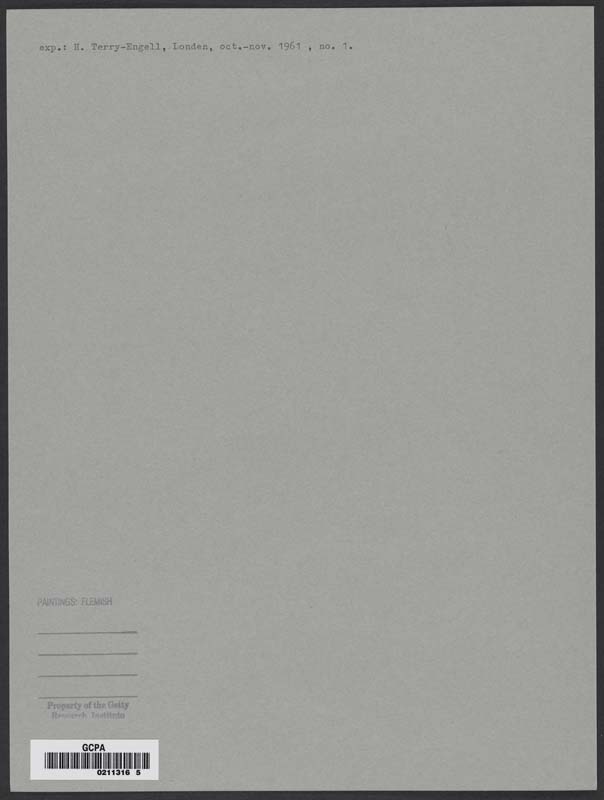 exp.: H. Terry-Engell, Londen, oct.-nov. 1961 , no. 1.
PAINTINGS: FLEMISH
Property of the Getty
Research Institute
GCPA
0211316 5